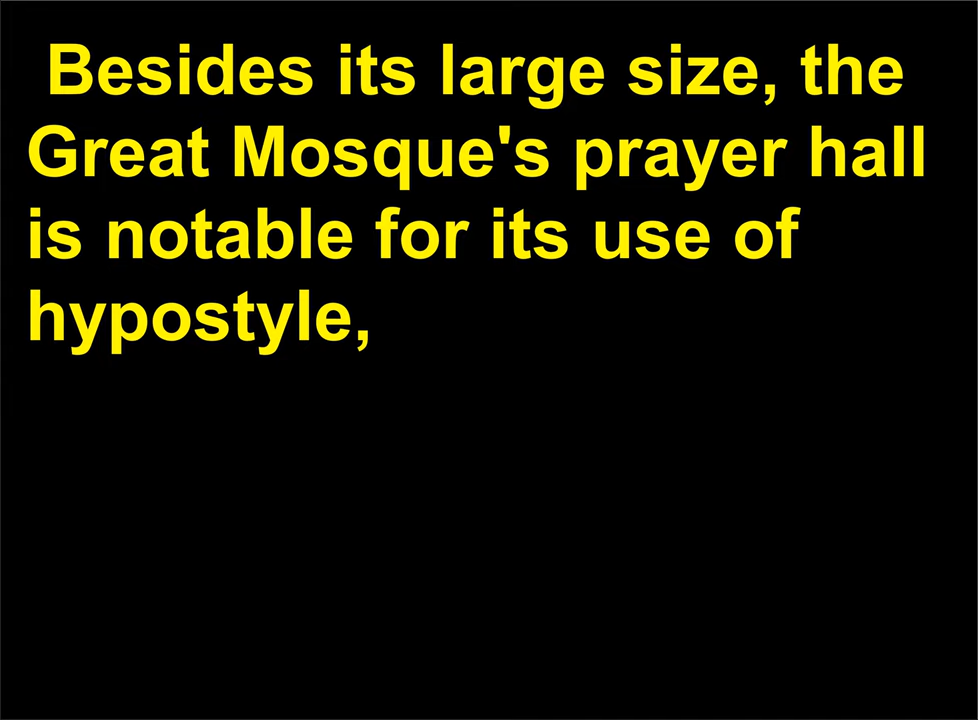 Besides its large size, the
Great Mosque's prayer hall
is notable for its use of
hypostyle,